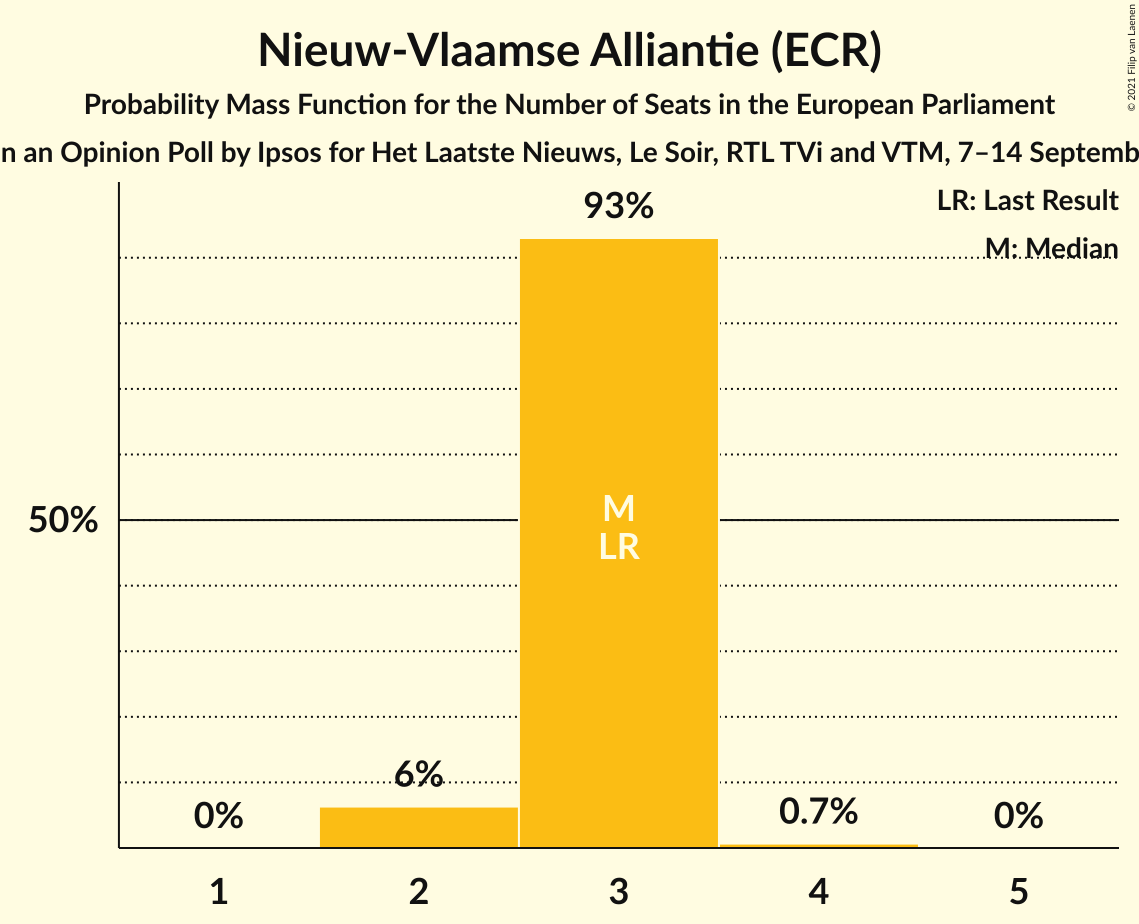 Nieuw-Vlaamse Alliantie (ECR)
Probability Mass Function for the Number of Seats in the European Parliament
n an Opinion Poll by Ipsos for Het Laatste Nieuws, Le Soir, RTL TVi and VTM, 7–14 Septemb
© 2021 Filip van Laenen
LR: Last Result
M: Median
93%
50%
M
LR
6%
0%
0.7%
0%
1 2 3 4 5